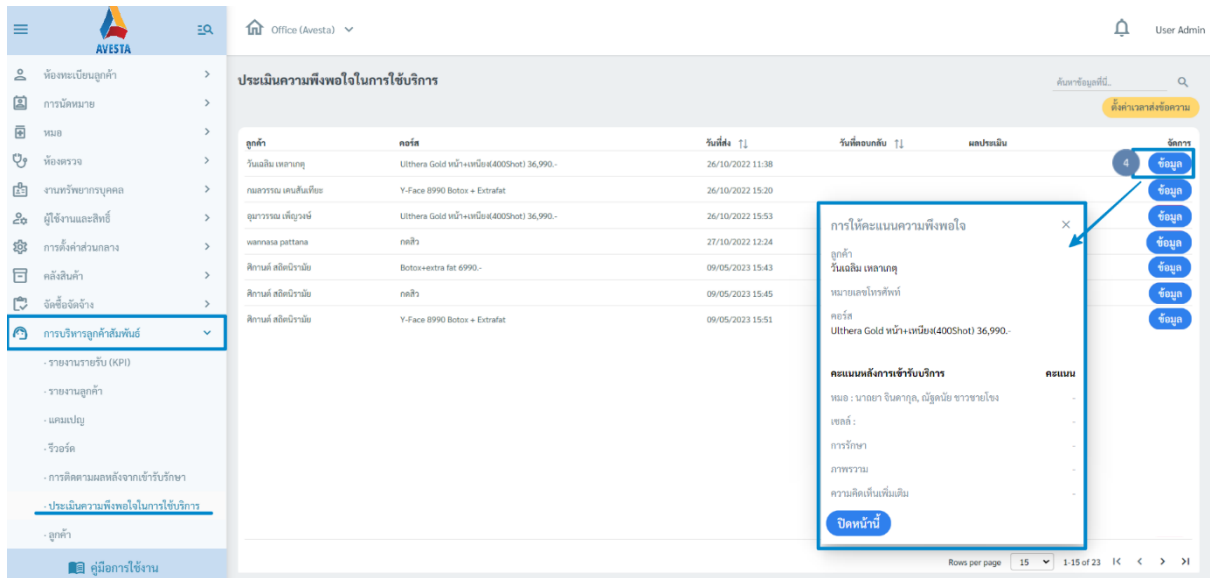 AVESTA
Office (Avesta)
User Admin
ห้องทะเบียนลูกค้า
การนัดหมาย
หมอ
ห้องตรวจ
งานทรัพยากรบุคคล
ผู้ใช้งานและสิทธิ์
การตั้งค่าส่วนกลาง
คลังสินค้า
จัดซื้อจัดจ้าง
การบริหารลูกค้าสัมพันธ์
- รายงานรายรับ (KPI)
- รายงานลูกค้า
- แคมเปญ
- รีวอร์ด
- การติดตามผลหลังจากเข้ารับรักษา
- ประเมินความพึงพอใจในการใช้บริการ
- ลูกค้า
คู่มือการใช้งาน
ประเมินความพึงพอใจในการใช้บริการ
ค้นหาข้อมูลที่นี่..
ตั้งค่าเวลาส่งข้อความ
ลูกค้า คอร์ส วันที่ส่ง วันที่ตอบกลับ ผลประเมิน จัดการ
วันเฉลิม เหลาเกตุ Ulthera Gold หน้า+เหนียง(400Shot) 36,990.- 26/10/2022 11:38 4 ข้อมูล
กมลวรรณ เคนสันเทียะ Y-Face 8990 Botox + Extrafat 26/10/2022 15:20 ข้อมูล
อุมาวรรณ เพ็ญวงษ์ Ulthera Gold หน้า+เหนียง(400Shot) 36,990.- 26/10/2022 15:53 ข้อมูล
wannasa pattana กดสิว 27/10/2022 12:24 ข้อมูล
ศิกานต์ สถิตนิรามัย Botox+extra fat 6990.- 09/05/2023 15:43 ข้อมูล
ศิกานต์ สถิตนิรามัย กดสิว 09/05/2023 15:45 ข้อมูล
ศิกานต์ สถิตนิรามัย Y-Face 8990 Botox + Extrafat 09/05/2023 15:51 ข้อมูล
การให้คะแนนความพึงพอใจ
ลูกค้า
วันเฉลิม เหลาเกตุ
หมายเลขโทรศัพท์
คอร์ส
Ulthera Gold หน้า+เหนียง(400Shot) 36,990.-
คะแนนหลังการเข้ารับบริการ คะแนน
หมอ : นาถยา จินดากุล, ณัฐดนัย ชาวชายโขง -
เซลล์ : -
การรักษา -
ภาพรวม -
ความคิดเห็นเพิ่มเติม -
ปิดหน้านี้
Rows per page 15 1-15 of 23